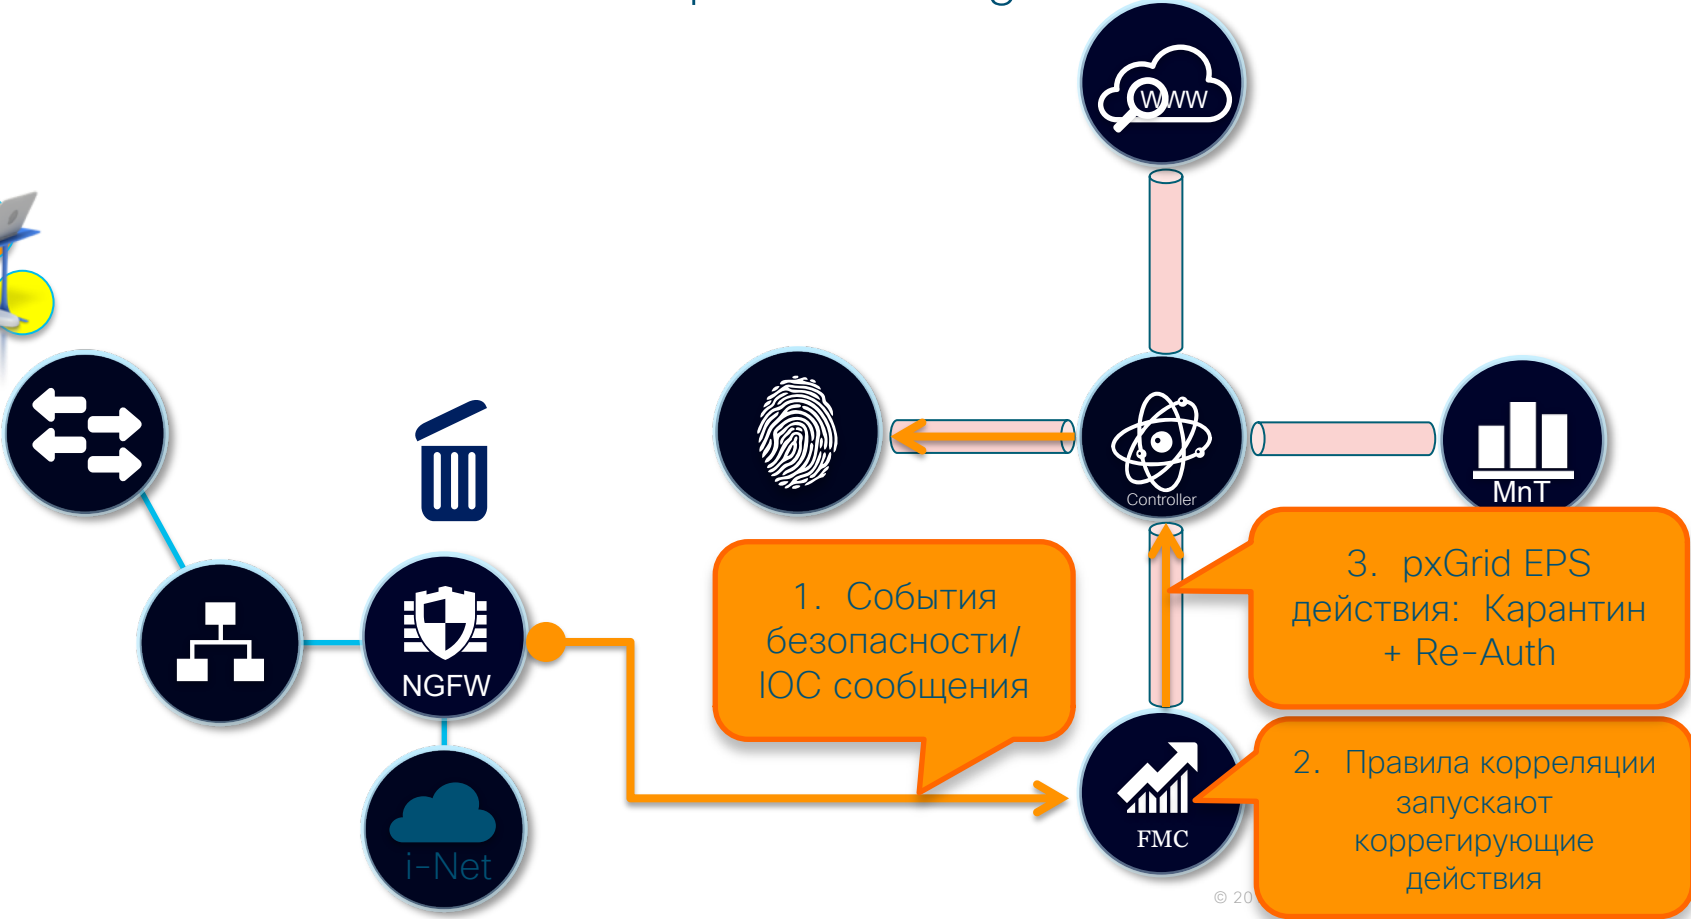 WWW
Controller
MnT
1. События
безопасности/
IOC сообщения
3. pxGrid EPS
действия: Карантин
+ Re-Auth
NGFW
i-Net
FMC
2. Правила корреляции
запускают
коррегирующие
действия
© 20